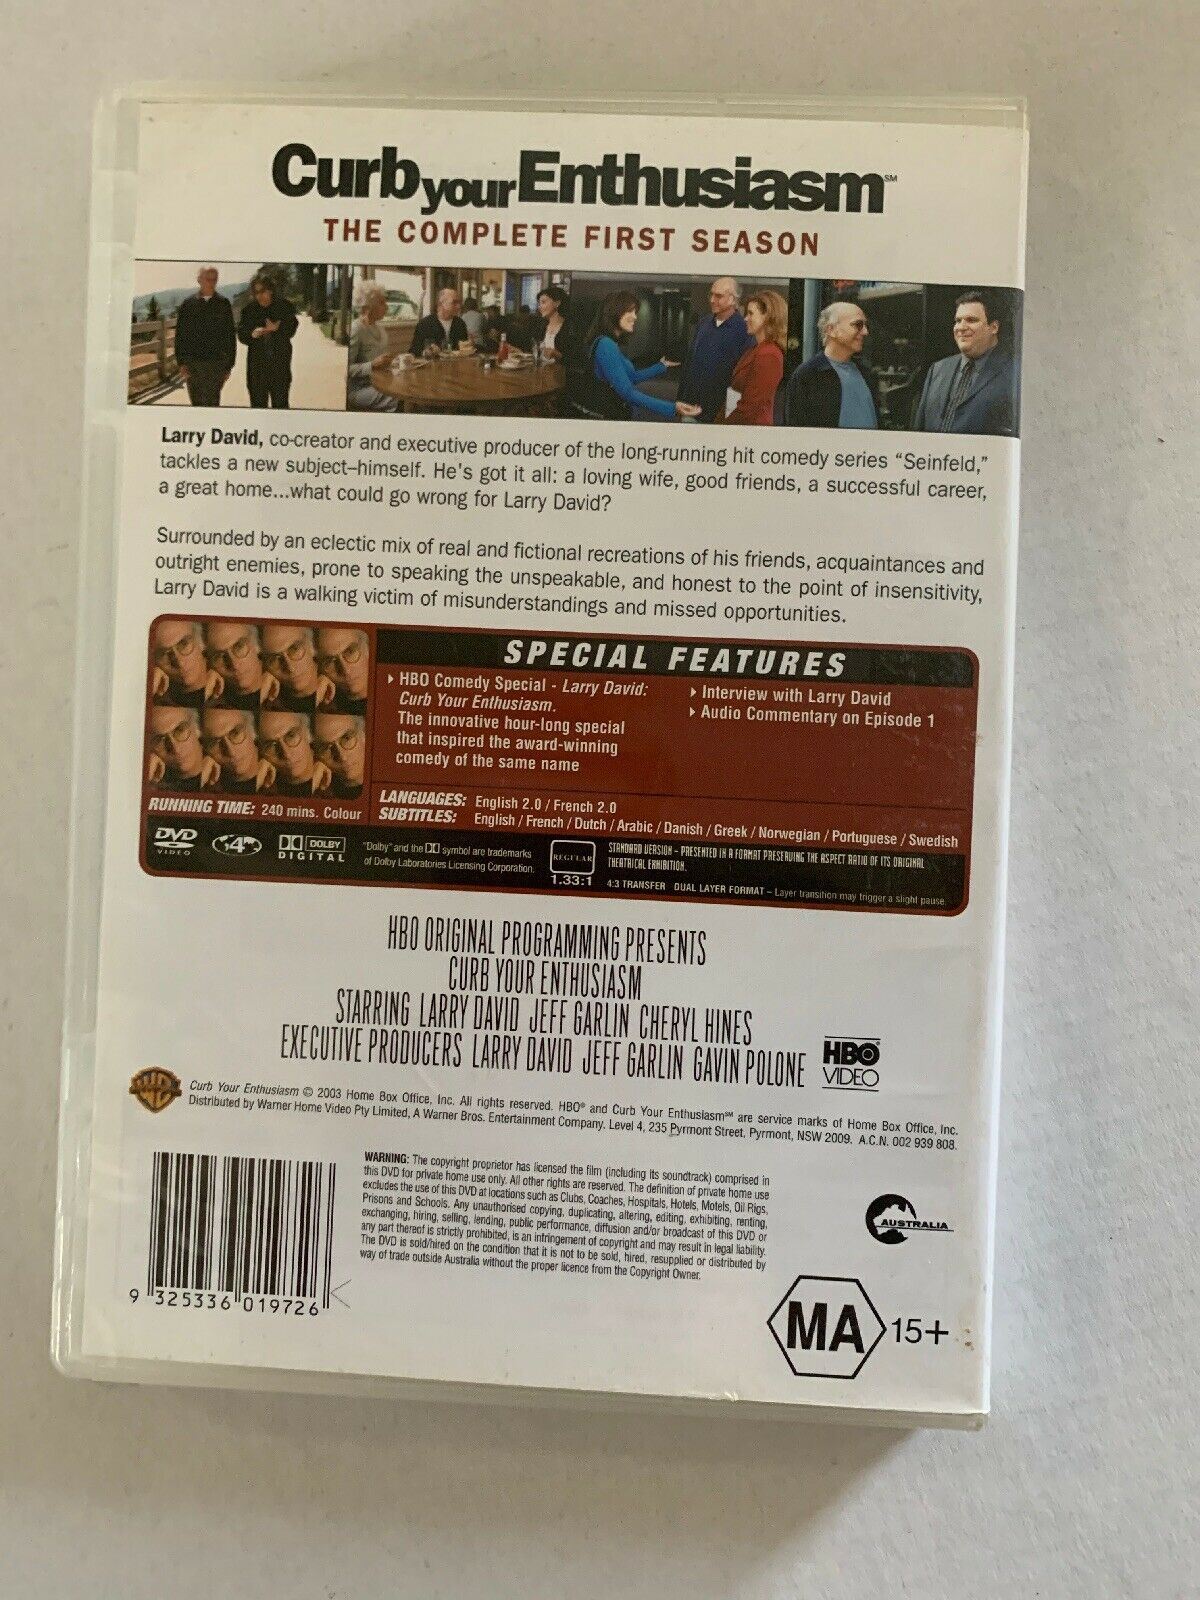 Curb your Enthusiasm℠
THE COMPLETE FIRST SEASON
Larry David, co-creator and executive producer of the long-running hit comedy series “Seinfeld,”
tackles a new subject–himself. He's got it all: a loving wife, good friends, a successful career,
a great home...what could go wrong for Larry David?
Surrounded by an eclectic mix of real and fictional recreations of his friends, acquaintances and
outright enemies, prone to speaking the unspeakable, and honest to the point of insensitivity,
Larry David is a walking victim of misunderstandings and missed opportunities.
SPECIAL FEATURES
HBO Comedy Special - Larry David:
Curb Your Enthusiasm.
The innovative hour-long special
that inspired the award-winning
comedy of the same name
Interview with Larry David
Audio Commentary on Episode 1
RUNNING TIME: 240 mins. Colour
LANGUAGES: English 2.0 / French 2.0
SUBTITLES: English / French / Dutch / Arabic / Danish / Greek / Norwegian / Portuguese / Swedish
DVD
VIDEO
4
DOLBY
DIGITAL
"Dolby" and the DD symbol are trademarks
of Dolby Laboratories Licensing Corporation.
REGULAR
1.33:1
STANDARD VERSION - PRESENTED IN A FORMAT PRESERVING THE ASPECT RATIO OF ITS ORIGINAL
THEATRICAL EXHIBITION.
4:3 TRANSFER DUAL LAYER FORMAT – Layer transition may trigger a slight pause.
HBO ORIGINAL PROGRAMMING PRESENTS
CURB YOUR ENTHUSIASM
STARRING LARRY DAVID JEFF GARLIN CHERYL HINES
EXECUTIVE PRODUCERS LARRY DAVID JEFF GARLIN GAVIN POLONE
HBO
VIDEO
WB
Curb Your Enthusiasm © 2003 Home Box Office, Inc. All rights reserved. HBO® and Curb Your Enthusiasm℠ are service marks of Home Box Office, Inc.
Distributed by Warner Home Video Pty Limited, A Warner Bros. Entertainment Company. Level 4, 235 Pyrmont Street, Pyrmont, NSW 2009. A.C.N. 002 939 808.
WARNING: The copyright proprietor has licensed the film (including its soundtrack) comprised in
this DVD for private home use only. All other rights are reserved. The definition of private home use
excludes the use of this DVD at locations such as Clubs, Coaches, Hospitals, Hotels, Motels, Oil Rigs,
Prisons and Schools. Any unauthorised copying, duplicating, altering, editing, exhibiting, renting,
exchanging, hiring, selling, lending, public performance, diffusion and/or broadcast of this DVD or
any part thereof is strictly prohibited, is an infringement of copyright and may result in legal liability.
The DVD is sold/hired on the condition that it is not to be sold, hired, resupplied or distributed by
way of trade outside Australia without the proper licence from the Copyright Owner.
AUSTRALIA
9 325336 019726
MA 15+